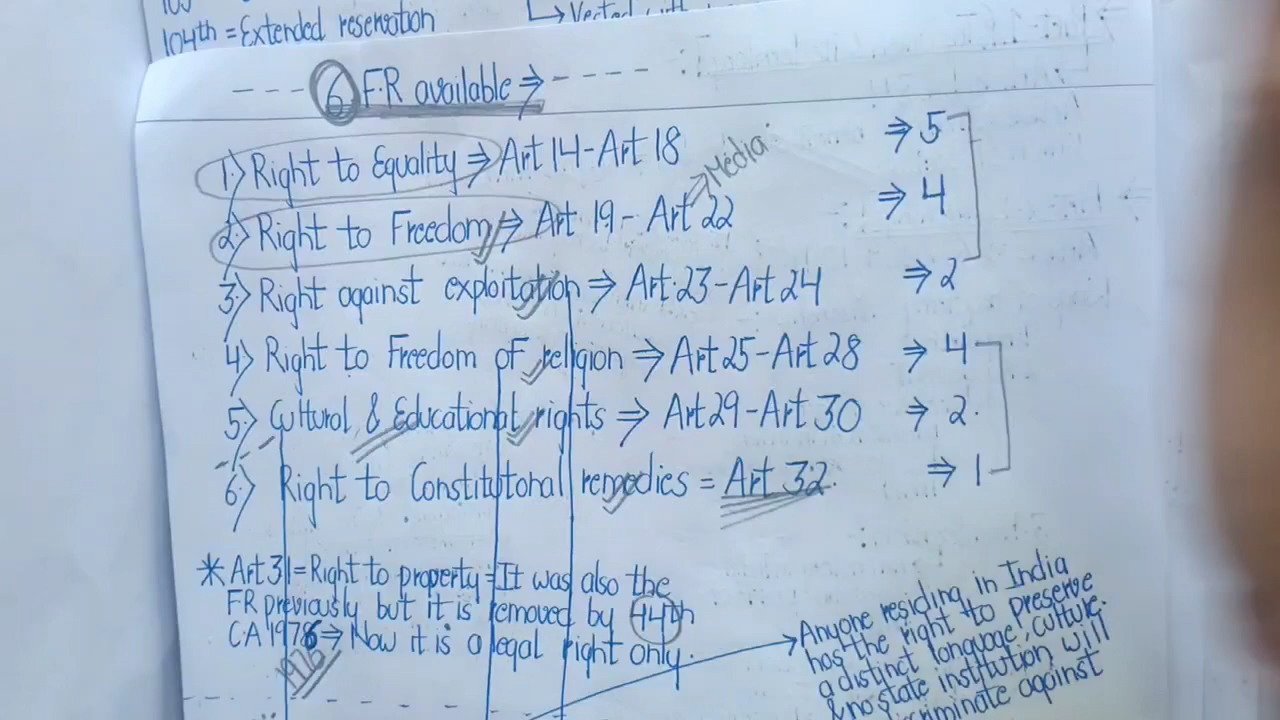 104th = Extended reservation
6 FR available ⇒
1) Right to Equality ⇒ Art 14 - Art 18 ⇒ 5
→ Media
2) Right to Freedom ⇒ Art 19 - Art 22 ⇒ 4
3) Right against exploitation ⇒ Art. 23 - Art 24 ⇒ 2
4) Right to Freedom of religion ⇒ Art 25 - Art 28 ⇒ 4
5) Cultural & Educational rights ⇒ Art 29 - Art 30 ⇒ 2.
6) Right to Constitutonal remedies = Art 32. ⇒ 1
* Art 31 = Right to property = It was also the
FR previously but it is removed by 44th
CA 1978 ⇒ Now it is a legal right only.
1978
→ Anyone residing in India
has the right to preserve
a distinct language, culture.
& no state institution will
against